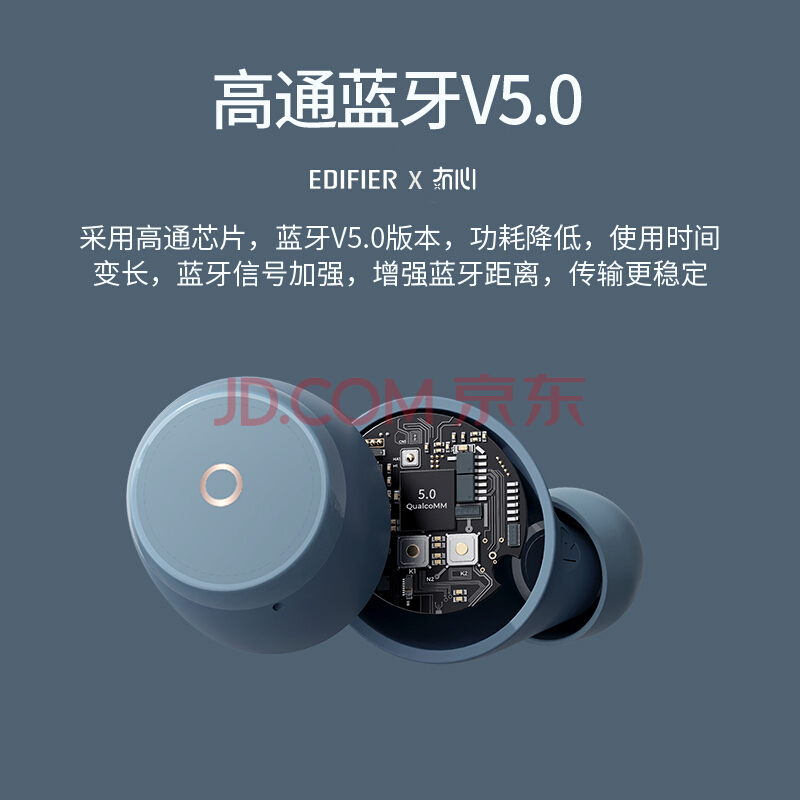 高通蓝牙V5.0
EDIFIER X 布心
采用高通芯片，蓝牙V5.0版本，功耗降低，使用时间
变长，蓝牙信号加强，增强蓝牙距离，传输更稳定
JD.COM 京东
5.0
QualcoMM
K1
N2
K2